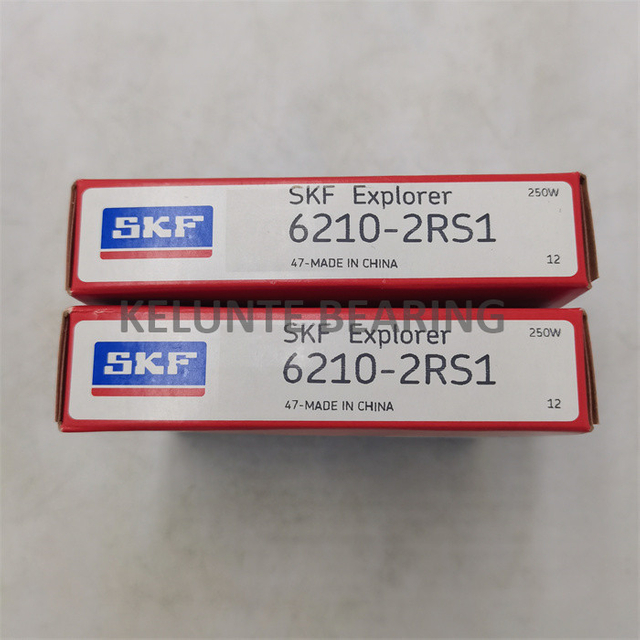 SKF
SKF Explorer
250W
6210-2RS1
47-MADE IN CHINA
12
KELUNTE BEARING
SKF
SKF Explorer
250W
6210-2RS1
47-MADE IN CHINA
12